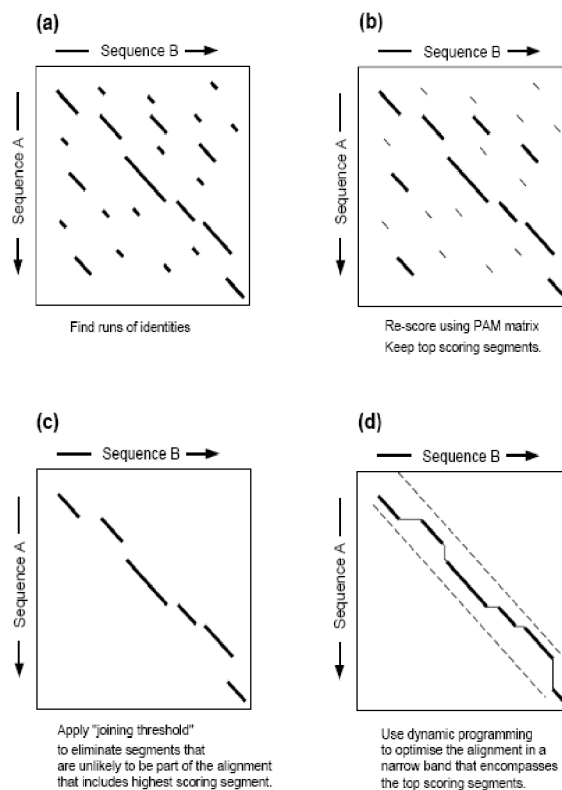 (a)
Sequence B
Sequence A
Find runs of identities
(b)
Sequence B
Sequence A
Re-score using PAM matrix
Keep top scoring segments.
(c)
Sequence B
Sequence A
Apply "joining threshold"
to eliminate segments that
are unlikely to be part of the alignment
that includes highest scoring segment.
(d)
Sequence B
Sequence A
Use dynamic programming
to optimise the alignment in a
narrow band that encompasses
the top scoring segments.